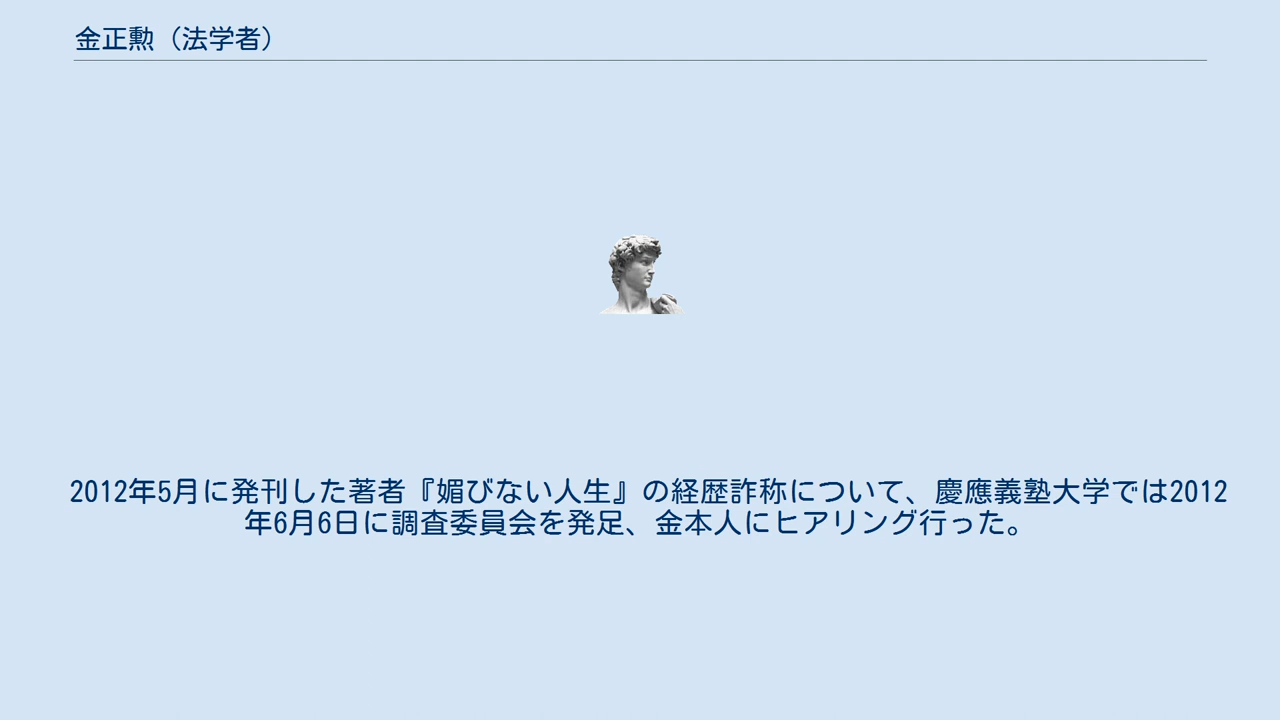 金正勲（法学者）
2012年5月に発刊した著者『媚びない人生』の経歴詐称について、慶應義塾大学では2012
年6月6日に調査委員会を発足、金本人にヒアリング行った。